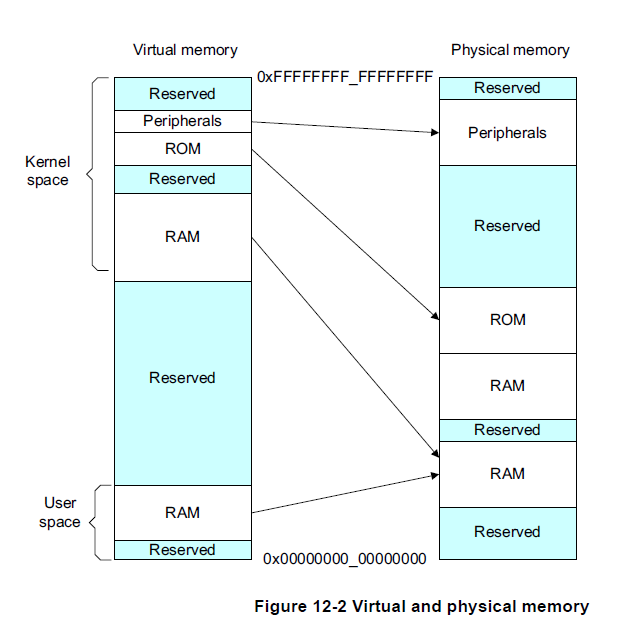 Virtual memory
Physical memory
0xFFFFFFFF_FFFFFFFF
Kernel
space
Reserved
Peripherals
ROM
Reserved
RAM
Reserved
User
space
RAM
Reserved
Reserved
Peripherals
Reserved
ROM
RAM
Reserved
RAM
Reserved
0x00000000_00000000
Figure 12-2 Virtual and physical memory